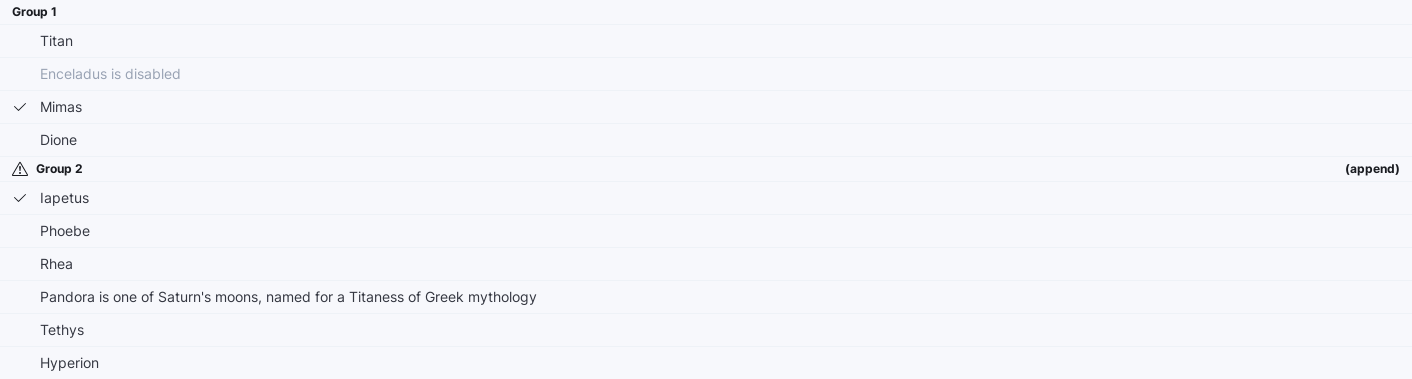 Group 1
Titan
Enceladus is disabled
Mimas
Dione
Group 2 (append)
Iapetus
Phoebe
Rhea
Pandora is one of Saturn's moons, named for a Titaness of Greek mythology
Tethys
Hyperion